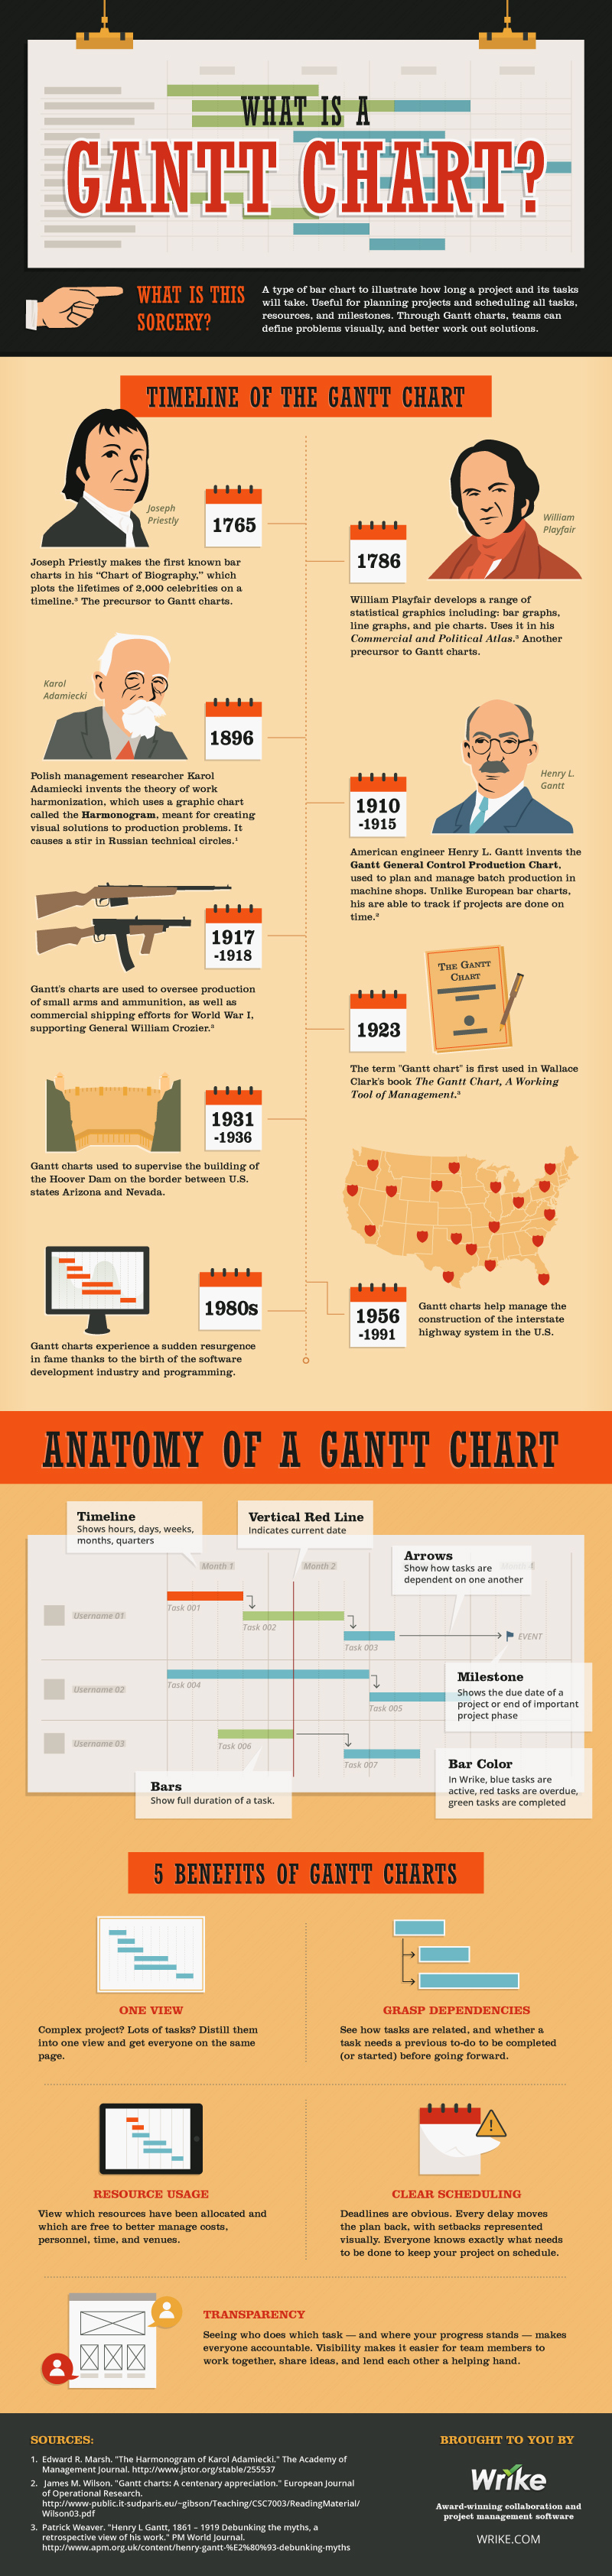 WHAT IS A
GANTT CHART?
WHAT IS THIS
SORCERY?
A type of bar chart to illustrate how long a project and its tasks
will take. Useful for planning projects and scheduling all tasks,
resources, and milestones. Through Gantt charts, teams can
define problems visually, and better work out solutions.
TIMELINE OF THE GANTT CHART
Joseph
Priestly
1765
Joseph Priestly makes the first known bar
charts in his “Chart of Biography,” which
plots the lifetimes of 2,000 celebrities on a
timeline.³ The precursor to Gantt charts.
William
Playfair
1786
William Playfair develops a range of
statistical graphics including: bar graphs,
line graphs, and pie charts. Uses it in his
Commercial and Political Atlas.³ Another
precursor to Gantt charts.
Karol
Adamiecki
1896
Polish management researcher Karol
Adamiecki invents the theory of work
harmonization, which uses a graphic chart
called the Harmonogram, meant for creating
visual solutions to production problems. It
causes a stir in Russian technical circles.¹
Henry L.
Gantt
1910
-1915
American engineer Henry L. Gantt invents the
Gantt General Control Production Chart,
used to plan and manage batch production in
machine shops. Unlike European bar charts,
his are able to track if projects are done on
time.²
1917
-1918
Gantt's charts are used to oversee production
of small arms and ammunition, as well as
commercial shipping efforts for World War I,
supporting General William Crozier.³
THE GANTT
CHART
1923
The term "Gantt chart" is first used in Wallace
Clark's book The Gantt Chart, A Working
Tool of Management.³
1931
-1936
Gantt charts used to supervise the building of
the Hoover Dam on the border between U.S.
states Arizona and Nevada.
1956
-1991
Gantt charts help manage the
construction of the interstate
highway system in the U.S.
1980s
Gantt charts experience a sudden resurgence
in fame thanks to the birth of the software
development industry and programming.
ANATOMY OF A GANTT CHART
Timeline
Shows hours, days, weeks,
months, quarters
Vertical Red Line
Indicates current date
Arrows
Show how tasks are
dependent on one another
Month 1
Month 2
Username 01
Task 001
Task 002
Task 003
EVENT
Username 02
Task 004
Task 005
Milestone
Shows the due date of a
project or end of important
project phase
Username 03
Task 006
Task 007
Bars
Show full duration of a task.
Bar Color
In Wrike, blue tasks are
active, red tasks are overdue,
green tasks are completed
5 BENEFITS OF GANTT CHARTS
ONE VIEW
Complex project? Lots of tasks? Distill them
into one view and get everyone on the same
page.
GRASP DEPENDENCIES
See how tasks are related, and whether a
task needs a previous to-do to be completed
(or started) before going forward.
RESOURCE USAGE
View which resources have been allocated and
which are free to better manage costs,
personnel, time, and venues.
CLEAR SCHEDULING
Deadlines are obvious. Every delay moves
the plan back, with setbacks represented
visually. Everyone knows exactly what needs
to be done to keep your project on schedule.
TRANSPARENCY
Seeing who does which task — and where your progress stands — makes
everyone accountable. Visibility makes it easier for team members to
work together, share ideas, and lend each other a helping hand.
SOURCES:
1. Edward R. Marsh. "The Harmonogram of Karol Adamiecki." The Academy of
Management Journal. http://www.jstor.org/stable/255537
2. James M. Wilson. "Gantt charts: A centenary appreciation." European Journal
of Operational Research.
http://www-public.it-sudparis.eu/~gibson/Teaching/CSC7003/ReadingMaterial/
Wilson03.pdf
3. Patrick Weaver. "Henry L Gantt, 1861 – 1919 Debunking the myths, a
retrospective view of his work." PM World Journal.
http://www.apm.org.uk/content/henry-gantt-%E2%80%93-debunking-myths
BROUGHT TO YOU BY
Wrike
Award-winning collaboration and
project management software
WRIKE.COM